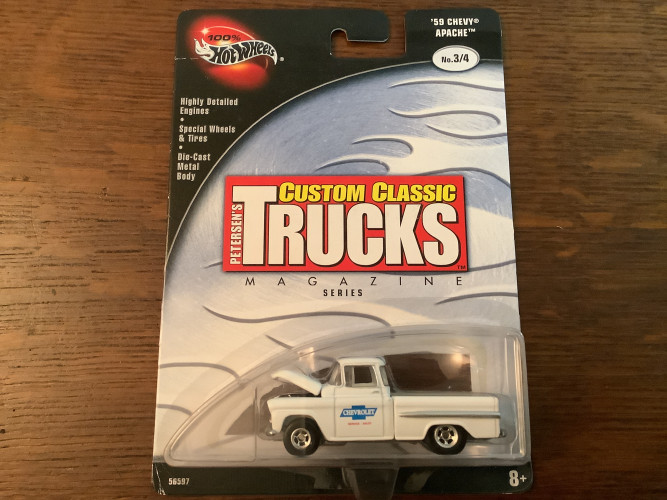 100%
Hot Wheels®
'59 CHEVY®
APACHE™
No.3/4
Highly Detailed
Engines
•
Special Wheels
& Tires
•
Die-Cast
Metal
Body
PETERSEN'S
CUSTOM CLASSIC
TRUCKS™
MAGAZINE
SERIES
CHEVROLET
56597
8+